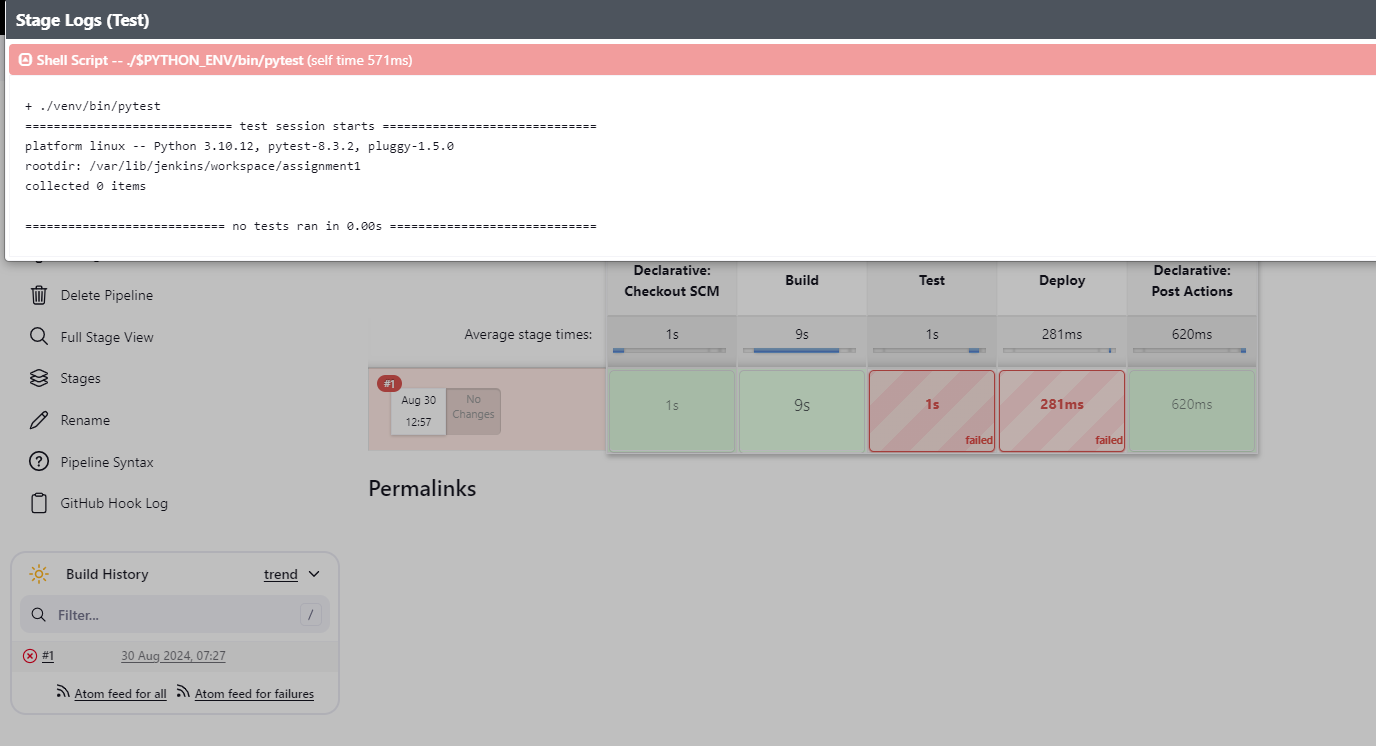 Stage Logs (Test)
Shell Script -- ./$PYTHON_ENV/bin/pytest (self time 571ms)
+ ./venv/bin/pytest
============================= test session starts ==============================
platform linux -- Python 3.10.12, pytest-8.3.2, pluggy-1.5.0
rootdir: /var/lib/jenkins/workspace/assignment1
collected 0 items
============================ no tests ran in 0.00s =============================
Delete Pipeline
Full Stage View
Stages
Rename
Pipeline Syntax
GitHub Hook Log
Declarative:
Checkout SCM
Build
Test
Deploy
Declarative:
Post Actions
Average stage times:
1s
9s
1s
281ms
620ms
#1
Aug 30
12:57
No
Changes
1s
9s
1s
failed
281ms
failed
620ms
Permalinks
Build History
trend
Filter...
/
#1
30 Aug 2024, 07:27
Atom feed for all
Atom feed for failures